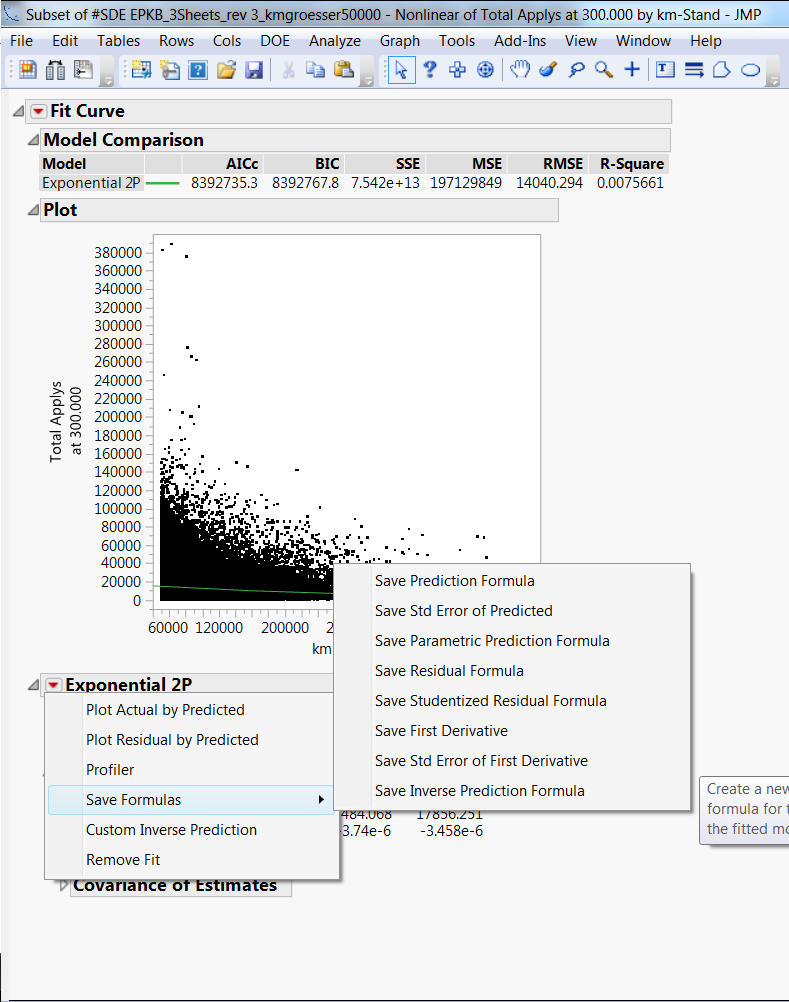 Subset of #SDE EPKB_3Sheets_rev 3_kmgroesser50000 - Nonlinear of Total Applys at 300.000 by km-Stand - JMP
File Edit Tables Rows Cols DOE Analyze Graph Tools Add-Ins View Window Help
Fit Curve
Model Comparison
Model AICc BIC SSE MSE RMSE R-Square
Exponential 2P 8392735.3 8392767.8 7.542e+13 197129849 14040.294 0.0075661
Plot
380000
360000
340000
320000
300000
280000
260000
240000
220000
200000
180000
160000
140000
120000
100000
80000
60000
40000
20000
0
Total Applys
at 300.000
60000 120000 200000 2
km
Exponential 2P
Plot Actual by Predicted
Plot Residual by Predicted
Profiler
Save Formulas
Custom Inverse Prediction
Remove Fit
Save Prediction Formula
Save Std Error of Predicted
Save Parametric Prediction Formula
Save Residual Formula
Save Studentized Residual Formula
Save First Derivative
Save Std Error of First Derivative
Save Inverse Prediction Formula
484.068 17856.251
-3.74e-6 -3.458e-6
Covariance of Estimates
Create a new
formula for t
the fitted mo